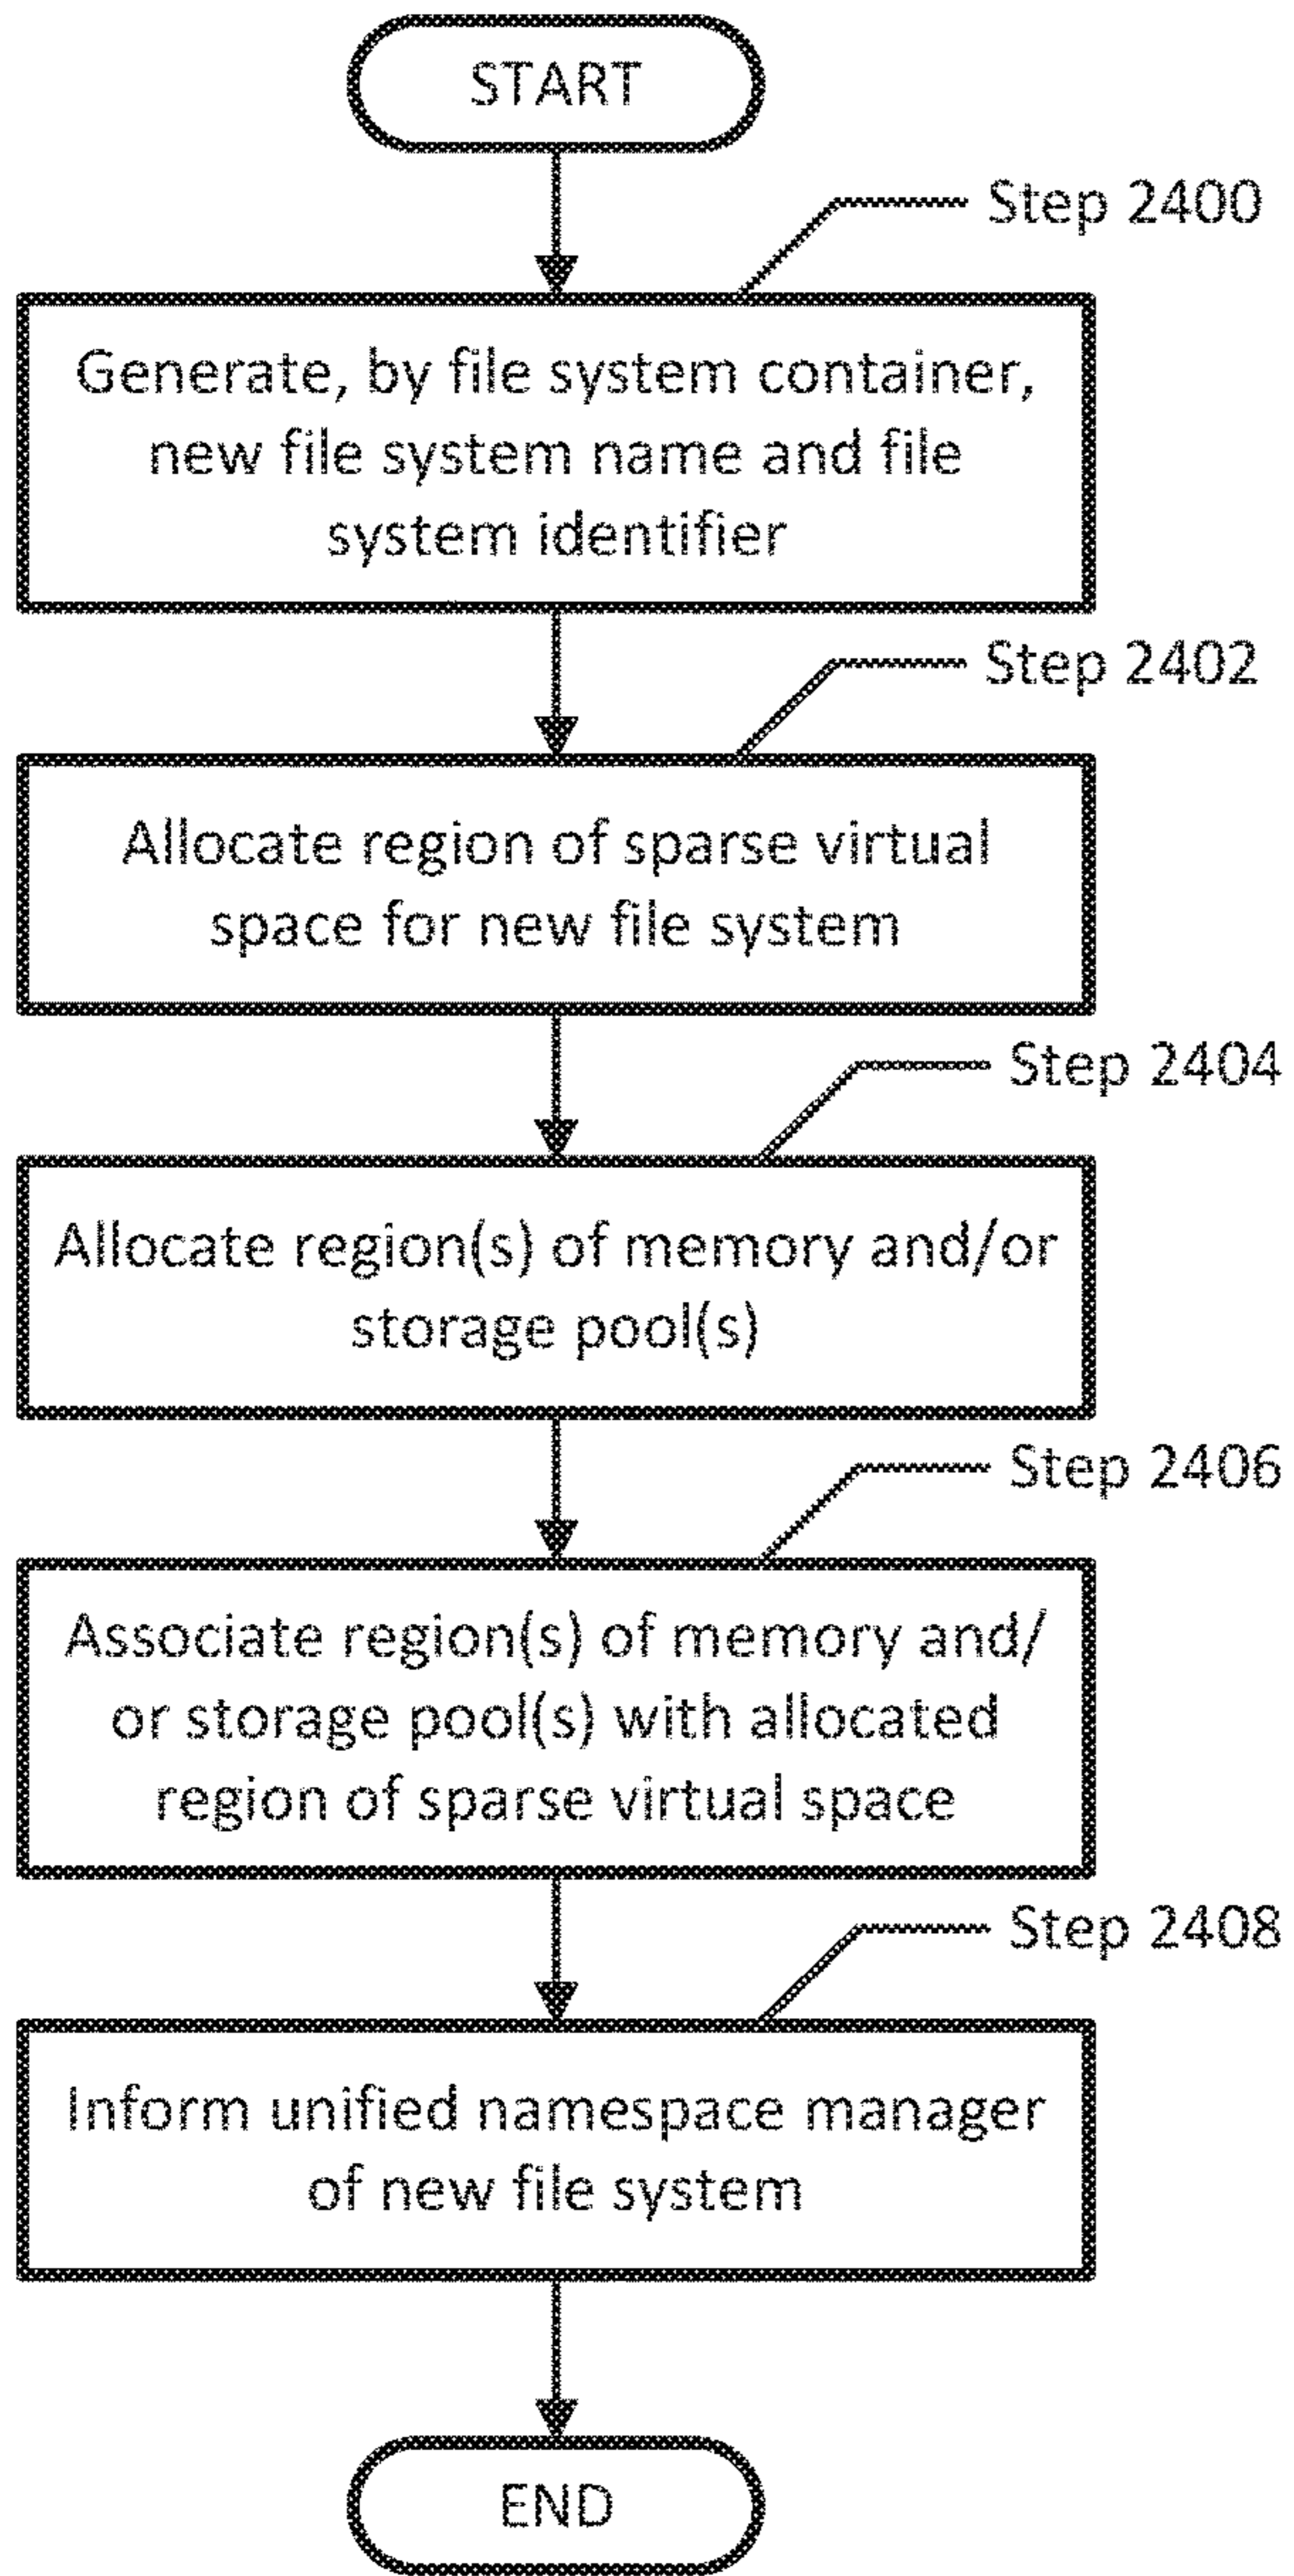 START
Step 2400
Generate, by file system container,
new file system name and file
system identifier
Step 2402
Allocate region of sparse virtual
space for new file system
Step 2404
Allocate region(s) of memory and/or
storage pool(s)
Step 2406
Associate region(s) of memory and/
or storage pool(s) with allocated
region of sparse virtual space
Step 2408
Inform unified namespace manager
of new file system
END